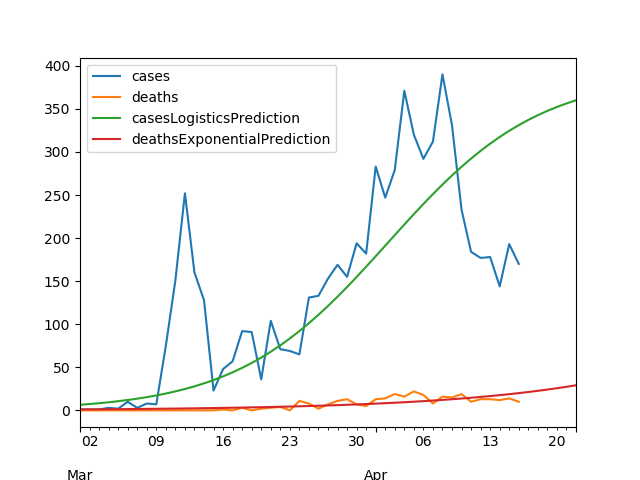 400
350
300
250
200
150
100
50
0
cases
deaths
casesLogisticsPrediction
deathsExponentialPrediction
02 09 16 23 30 06 13 20
Mar Apr